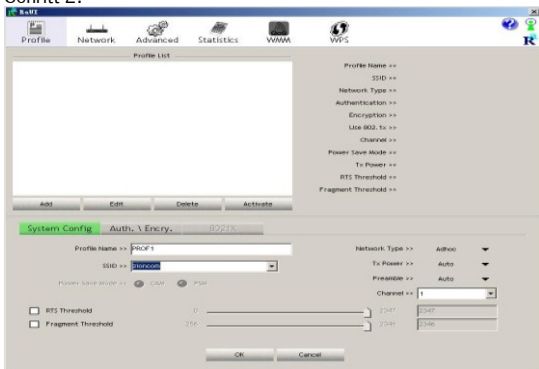 Schritt 2:
RaUI
Profile Network Advanced Statistics WMM WPS
Profile List
Profile Name >>
SSID >>
Network Type >>
Authentication >>
Encryption >>
Use 802.1x >>
Channel >>
Power Save Mode >>
Tx Power >>
RTS Threshold >>
Fragment Threshold >>
Add Edit Delete Activate
System Config Auth. \ Encry. 8021X
Profile Name >> PROF1 Network Type >> Adhoc
SSID >> zioncom Tx Power >> Auto
Power Save Mode >> CAM PSM Preamble >> Auto
Channel >> 1
RTS Threshold 0 2347 2347
Fragment Threshold 256 2346 2346
OK Cancel